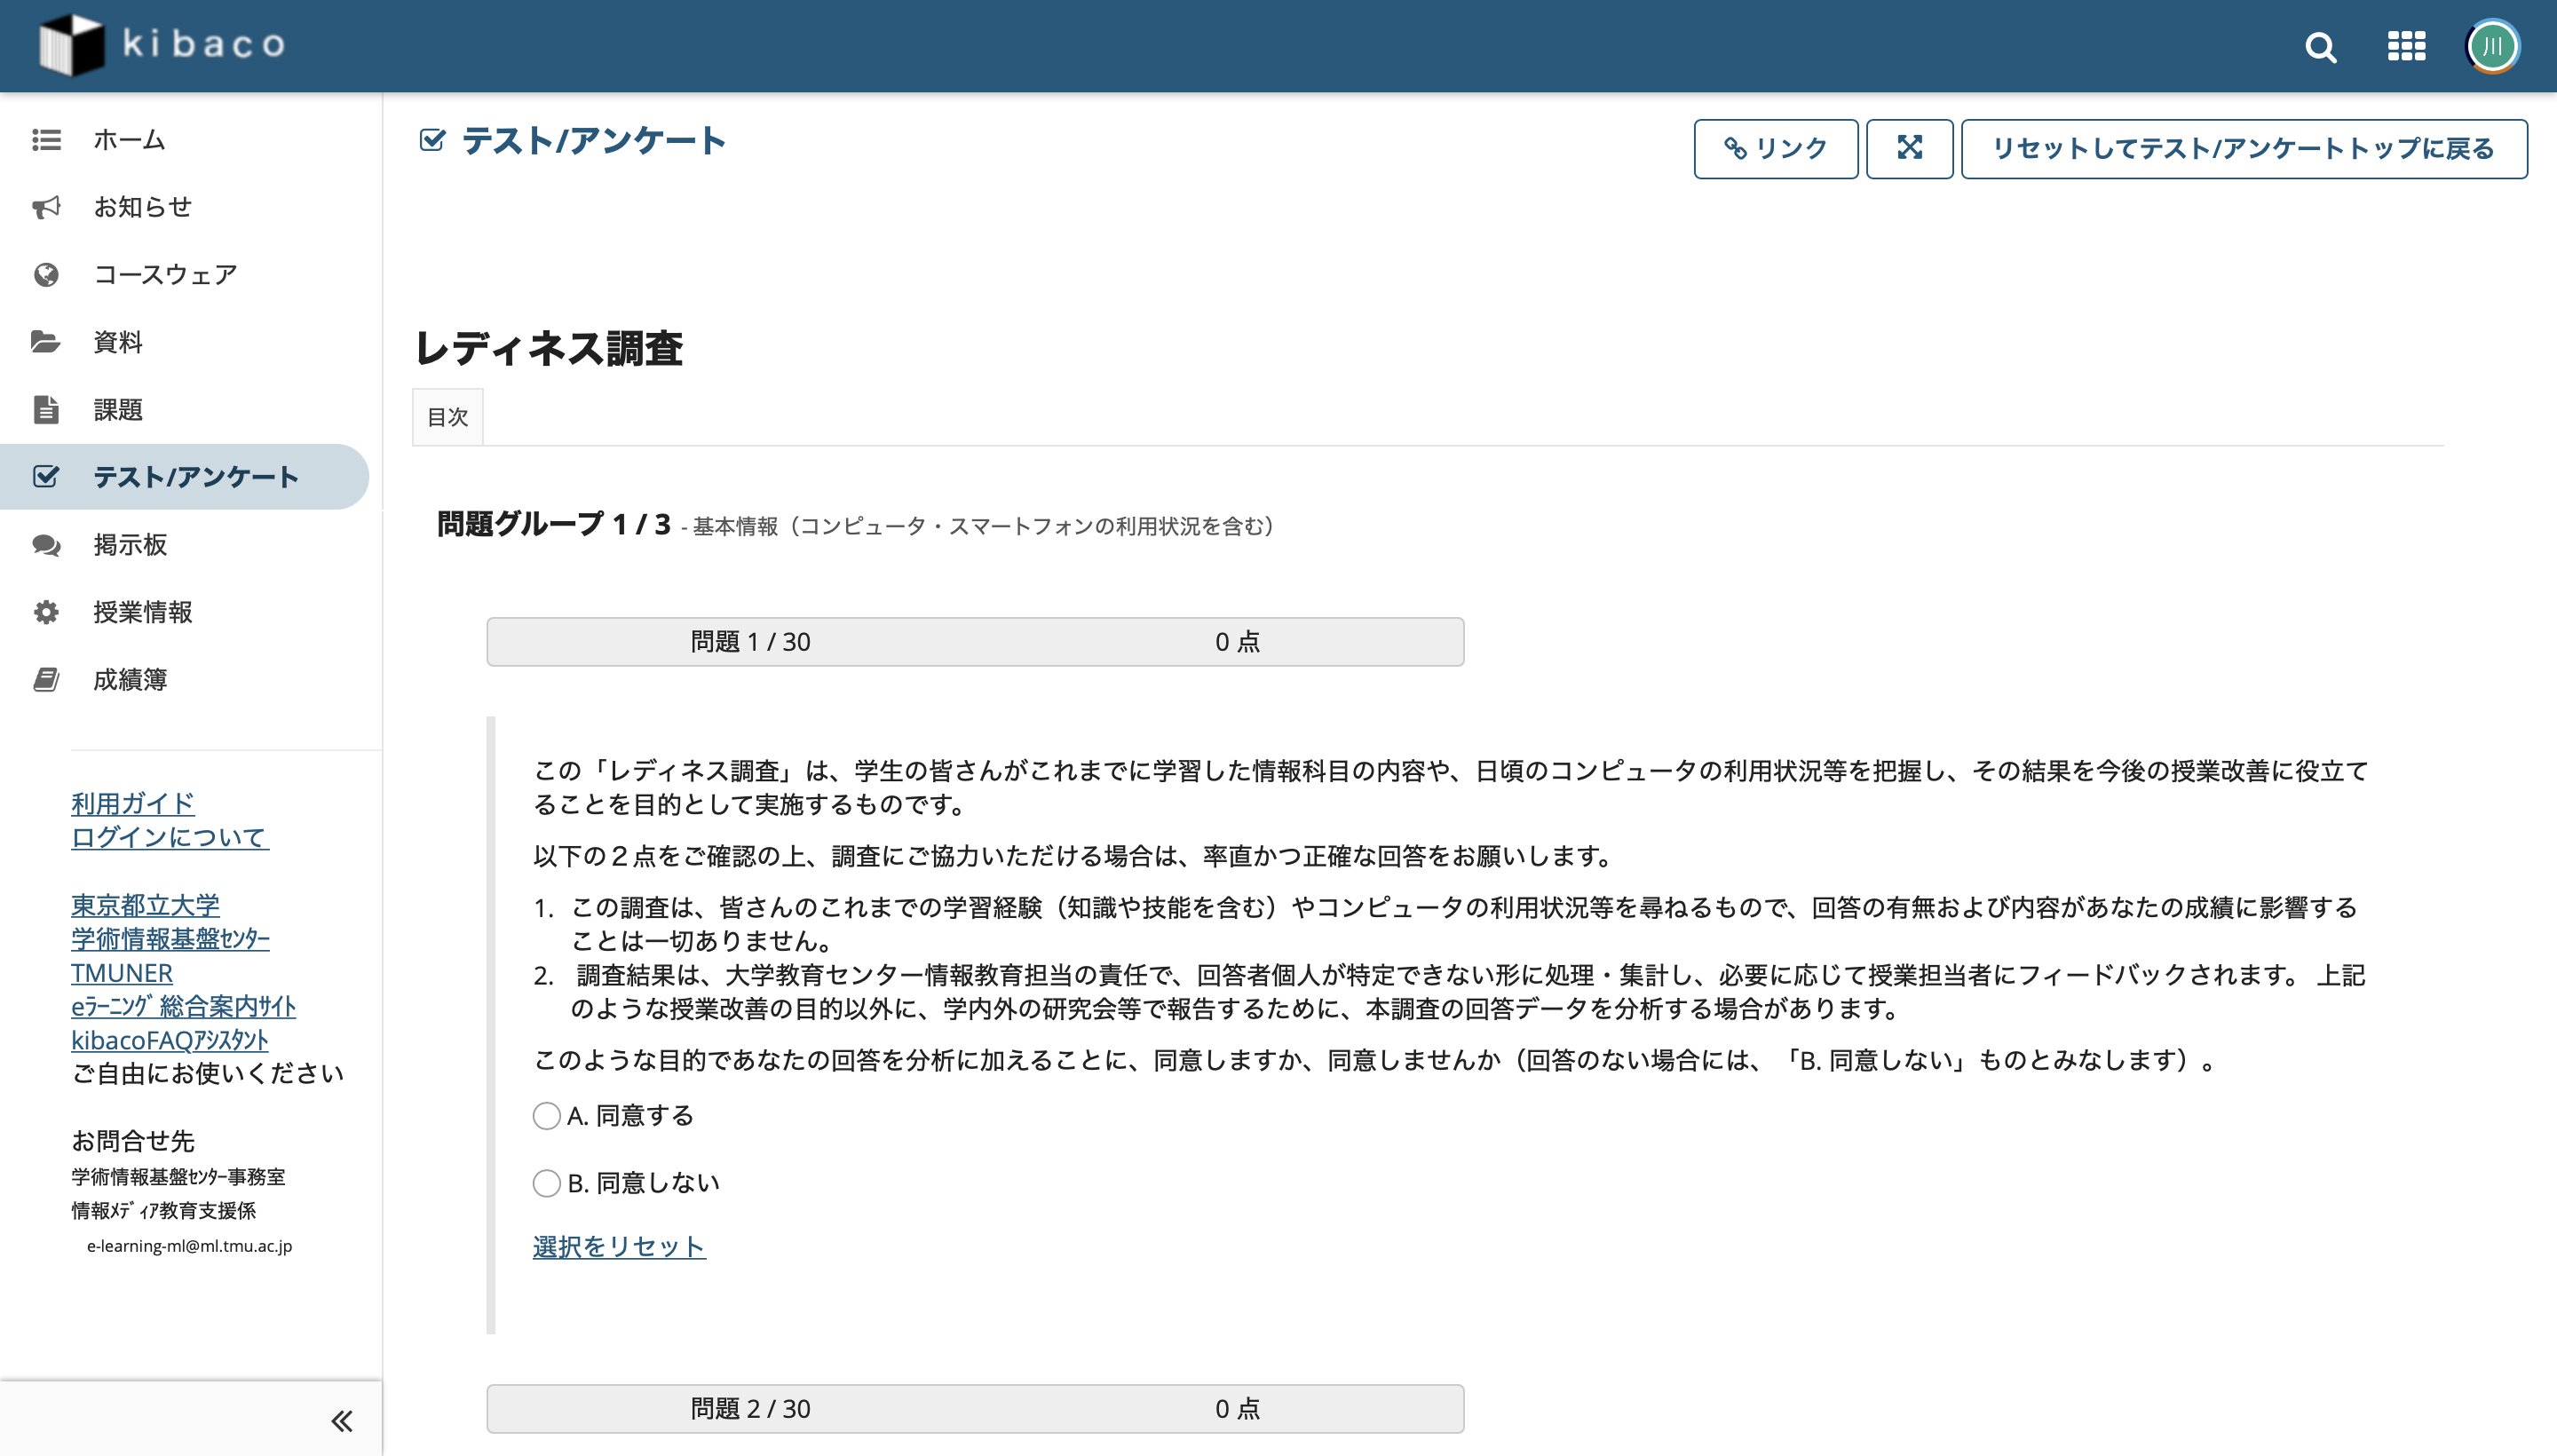 kibaco
川
ホーム
お知らせ
コースウェア
資料
課題
テスト/アンケート
掲示板
授業情報
成績簿
利用ガイド
ログインについて
東京都立大学
学術情報基盤ｾﾝﾀｰ
TMUNER
eﾗｰﾆﾝｸﾞ総合案内ｻｲﾄ
kibacoFAQｱｼｽﾀﾝﾄ
ご自由にお使いください
お問合せ先
学術情報基盤ｾﾝﾀｰ事務室
情報ﾒﾃﾞｨｱ教育支援係
e-learning-ml@ml.tmu.ac.jp
テスト/アンケート
リンク
リセットしてテスト/アンケートトップに戻る
レディネス調査
目次
問題グループ 1 / 3 - 基本情報（コンピュータ・スマートフォンの利用状況を含む）
問題 1 / 30 0 点
この「レディネス調査」は、学生の皆さんがこれまでに学習した情報科目の内容や、日頃のコンピュータの利用状況等を把握し、その結果を今後の授業改善に役立て
ることを目的として実施するものです。
以下の２点をご確認の上、調査にご協力いただける場合は、率直かつ正確な回答をお願いします。
1. この調査は、皆さんのこれまでの学習経験（知識や技能を含む）やコンピュータの利用状況等を尋ねるもので、回答の有無および内容があなたの成績に影響する
ことは一切ありません。
2. 調査結果は、大学教育センター情報教育担当の責任で、回答者個人が特定できない形に処理・集計し、必要に応じて授業担当者にフィードバックされます。 上記
のような授業改善の目的以外に、学内外の研究会等で報告するために、本調査の回答データを分析する場合があります。
このような目的であなたの回答を分析に加えることに、同意しますか、同意しませんか（回答のない場合には、「B. 同意しない」ものとみなします）。
A. 同意する
B. 同意しない
選択をリセット
問題 2 / 30 0 点